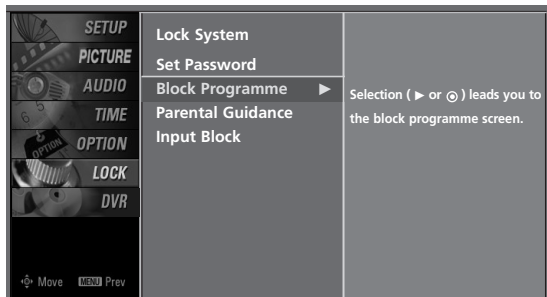 SETUP
PICTURE
AUDIO
TIME
OPTION
LOCK
DVR
Move MENU Prev
Lock System
Set Password
Block Programme ▶
Parental Guidance
Input Block
Selection ( ▶ or ◉ ) leads you to
the block programme screen.